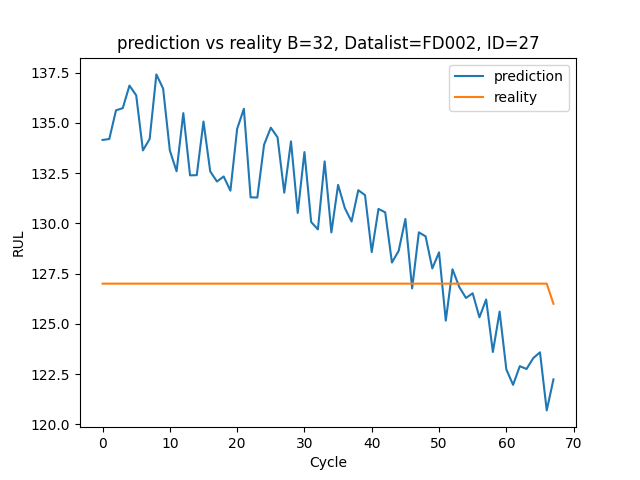 prediction vs reality B=32, Datalist=FD002, ID=27
prediction
reality
RUL
137.5
135.0
132.5
130.0
127.5
125.0
122.5
120.0
0 10 20 30 40 50 60 70
Cycle